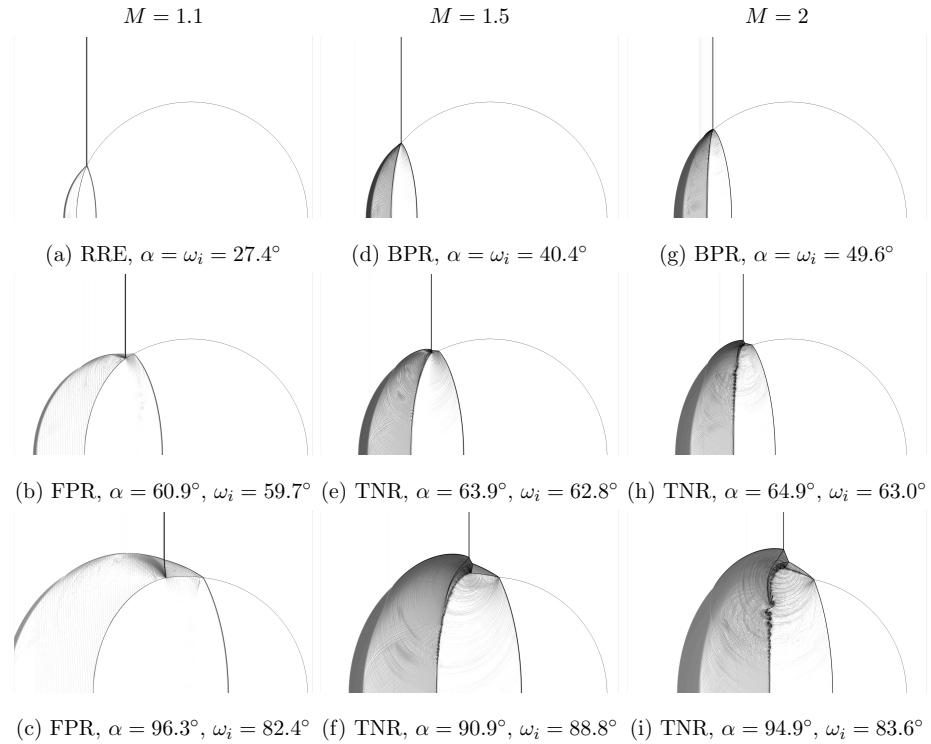 M = 1.1 M = 1.5 M = 2
(a) RRE, α = ω_i = 27.4° (d) BPR, α = ω_i = 40.4° (g) BPR, α = ω_i = 49.6°
(b) FPR, α = 60.9°, ω_i = 59.7° (e) TNR, α = 63.9°, ω_i = 62.8° (h) TNR, α = 64.9°, ω_i = 63.0°
(c) FPR, α = 96.3°, ω_i = 82.4° (f) TNR, α = 90.9°, ω_i = 88.8° (i) TNR, α = 94.9°, ω_i = 83.6°